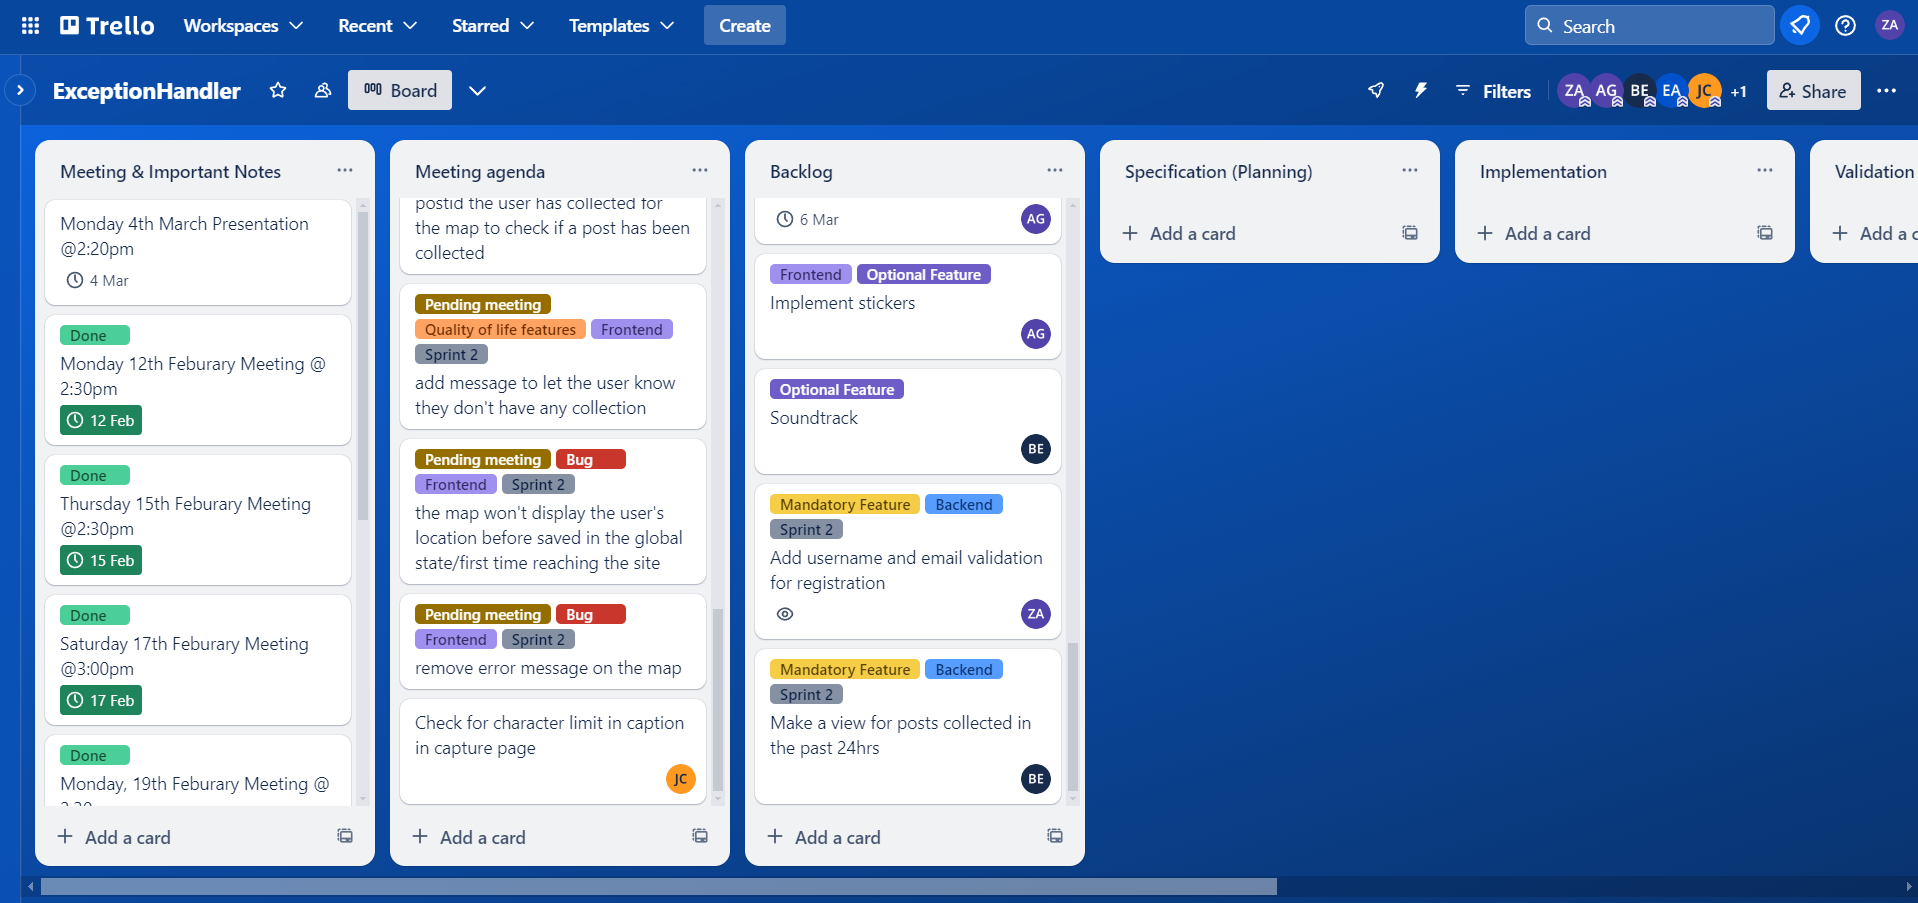 Trello
Workspaces
Recent
Starred
Templates
Create
Search
ZA
ExceptionHandler
Board
Filters
ZA
AG
BE
EA
JC
+1
Share
Meeting & Important Notes
Monday 4th March Presentation
@2:20pm
4 Mar
Done
Monday 12th Feburary Meeting @
2:30pm
12 Feb
Done
Thursday 15th Feburary Meeting
@2:30pm
15 Feb
Done
Saturday 17th Feburary Meeting
@3:00pm
17 Feb
Done
Monday, 19th Feburary Meeting @
Add a card
Meeting agenda
postid the user has collected for
the map to check if a post has been
collected
Pending meeting
Quality of life features Frontend
Sprint 2
add message to let the user know
they don't have any collection
Pending meeting Bug
Frontend Sprint 2
the map won't display the user's
location before saved in the global
state/first time reaching the site
Pending meeting Bug
Frontend Sprint 2
remove error message on the map
Check for character limit in caption
in capture page
JC
Add a card
Backlog
6 Mar
AG
Frontend Optional Feature
Implement stickers
AG
Optional Feature
Soundtrack
BE
Mandatory Feature Backend
Sprint 2
Add username and email validation
for registration
ZA
Mandatory Feature Backend
Sprint 2
Make a view for posts collected in
the past 24hrs
BE
Add a card
Specification (Planning)
Add a card
Implementation
Add a card
Validation
Add a c